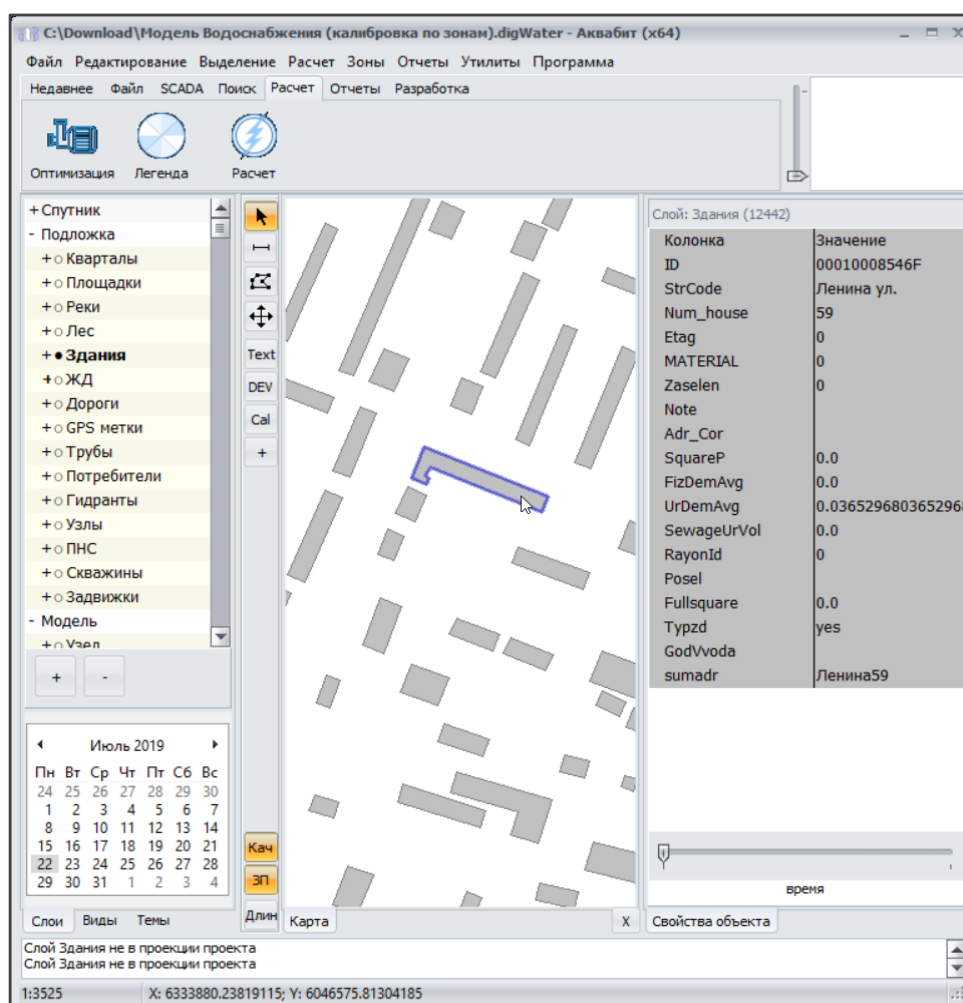 C:\Download\Модель Водоснабжения (калибровка по зонам).digWater - Аквабит (x64)
Файл Редактирование Выделение Расчет Зоны Отчеты Утилиты Программа
Недавнее Файл SCADA Поиск Расчет Отчеты Разработка
Оптимизация Легенда Расчет
+ Спутник
- Подложка
+ Кварталы
+ Площадки
+ Реки
+ Лес
+ Здания
+ ЖД
+ Дороги
+ GPS метки
+ Трубы
+ Потребители
+ Гидранты
+ Узлы
+ ПНС
+ Скважины
+ Задвижки
- Модель
+ Узел
+ -
Июль 2019
Пн Вт Ср Чт Пт Сб Вс
24 25 26 27 28 29 30
1 2 3 4 5 6 7
8 9 10 11 12 13 14
15 16 17 18 19 20 21
22 23 24 25 26 27 28
29 30 31 1 2 3 4
Слои Виды Темы
Text
DEV
Cal
+
Кач
ЗП
Длин
Карта X
Слой: Здания (12442)
Колонка Значение
ID 00010008546F
StrCode Ленина ул.
Num_house 59
Etag 0
MATERIAL 0
Zaselen 0
Note
Adr_Cor
SquareP 0.0
FizDemAvg 0.0
UrDemAvg 0.0365296803652968
SewageUrVol 0.0
RayonId 0
Posel
Fullsquare 0.0
Typzd yes
GodVvoda
sumadr Ленина59
время
Свойства объекта
Слой Здания не в проекции проекта
Слой Здания не в проекции проекта
1:3525 X: 6333880.23819115; Y: 6046575.81304185